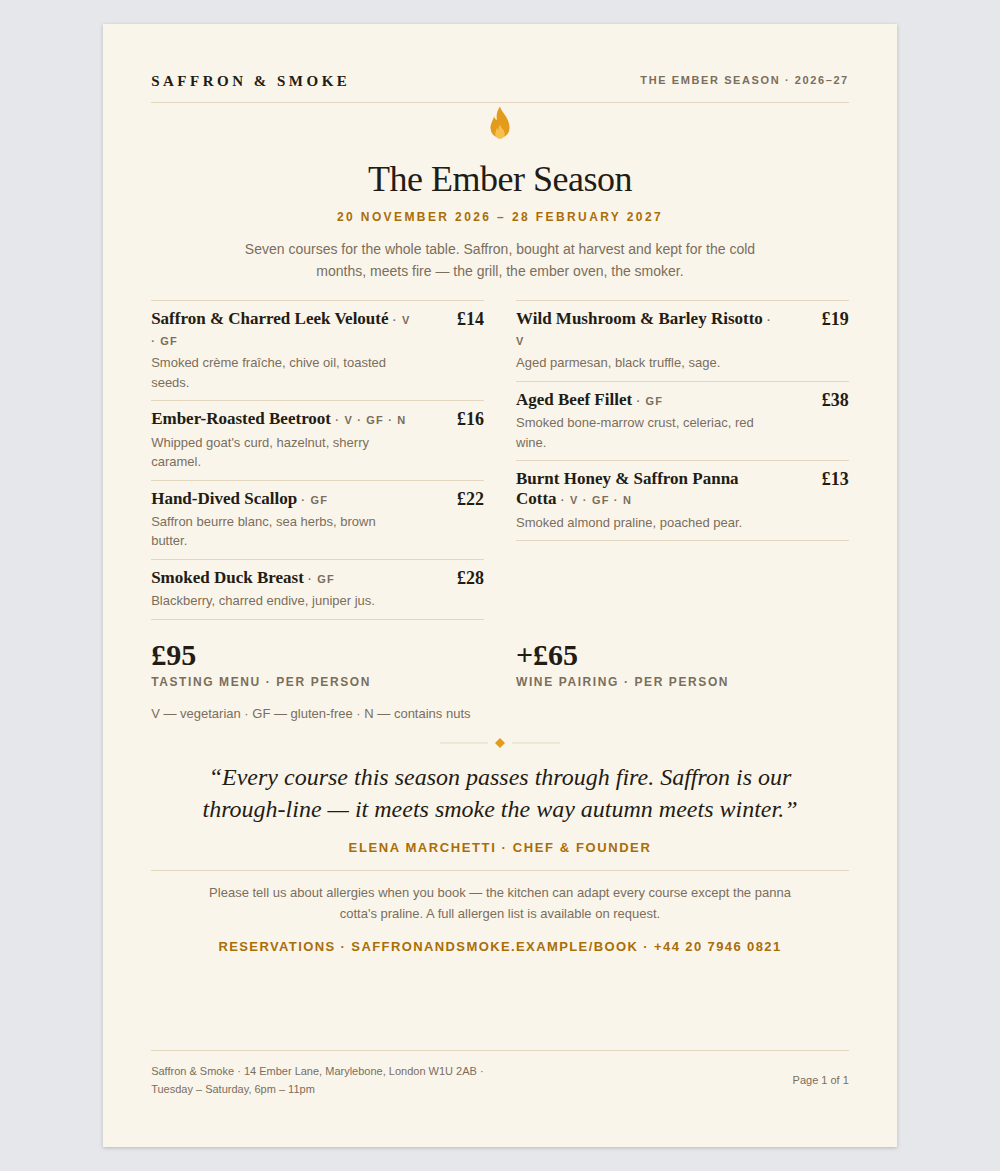 SAFFRON & SMOKE
THE EMBER SEASON · 2026–27
The Ember Season
20 NOVEMBER 2026 – 28 FEBRUARY 2027
Seven courses for the whole table. Saffron, bought at harvest and kept for the cold
months, meets fire — the grill, the ember oven, the smoker.
Saffron & Charred Leek Velouté · V £14
· GF
Smoked crème fraîche, chive oil, toasted
seeds.
Ember-Roasted Beetroot · V · GF · N £16
Whipped goat's curd, hazelnut, sherry
caramel.
Hand-Dived Scallop · GF £22
Saffron beurre blanc, sea herbs, brown
butter.
Smoked Duck Breast · GF £28
Blackberry, charred endive, juniper jus.
Wild Mushroom & Barley Risotto · £19
V
Aged parmesan, black truffle, sage.
Aged Beef Fillet · GF £38
Smoked bone-marrow crust, celeriac, red
wine.
Burnt Honey & Saffron Panna £13
Cotta · V · GF · N
Smoked almond praline, poached pear.
£95
TASTING MENU · PER PERSON
+£65
WINE PAIRING · PER PERSON
V — vegetarian · GF — gluten-free · N — contains nuts
“Every course this season passes through fire. Saffron is our
through-line — it meets smoke the way autumn meets winter.”
ELENA MARCHETTI · CHEF & FOUNDER
Please tell us about allergies when you book — the kitchen can adapt every course except the panna
cotta's praline. A full allergen list is available on request.
RESERVATIONS · SAFFRONANDSMOKE.EXAMPLE/BOOK · +44 20 7946 0821
Saffron & Smoke · 14 Ember Lane, Marylebone, London W1U 2AB ·
Tuesday – Saturday, 6pm – 11pm
Page 1 of 1